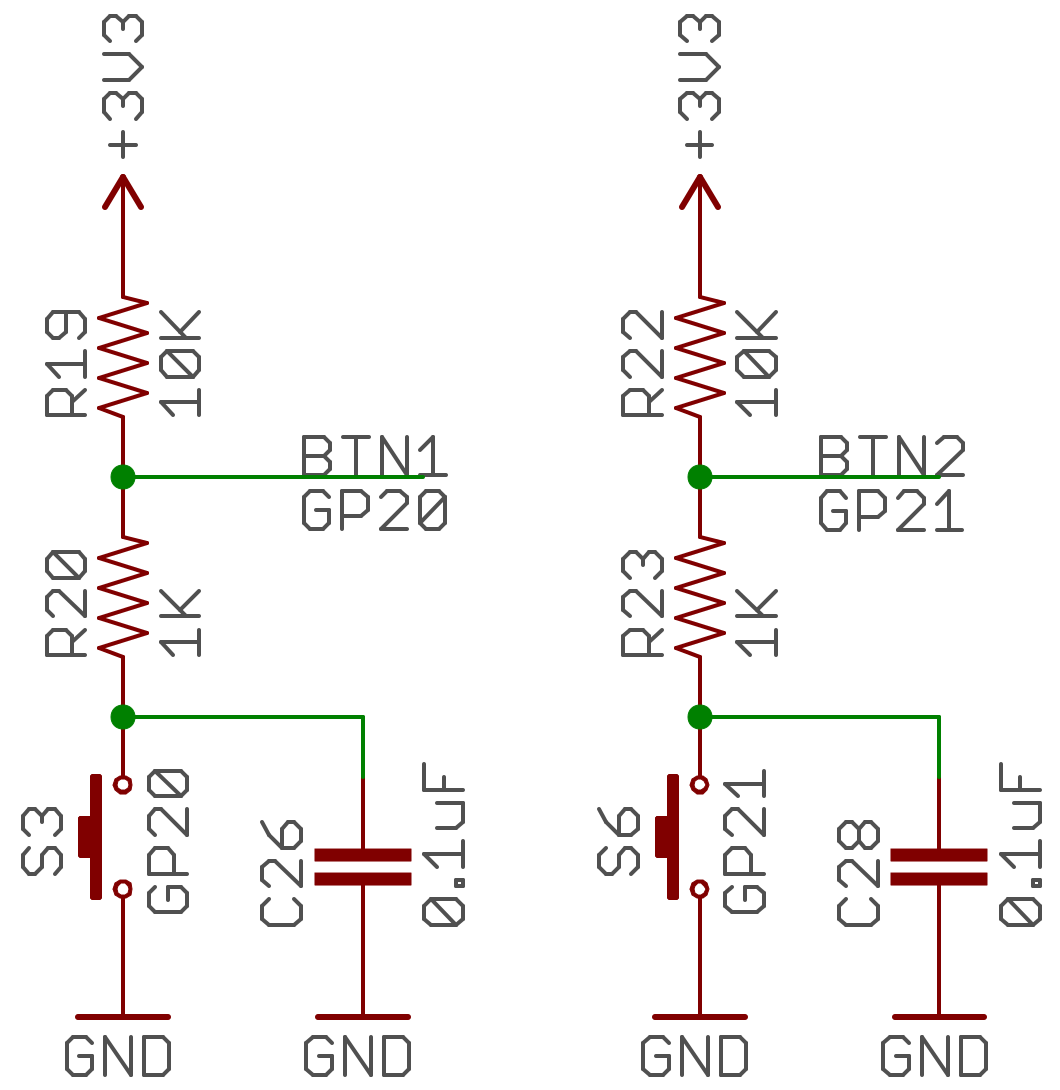 +3V3
R19
10K
BTN1
GP20
R20
1K
S3
GP20
C26
0.1uF
GND
GND
+3V3
R22
10K
BTN2
GP21
R23
1K
S6
GP21
C28
0.1uF
GND
GND